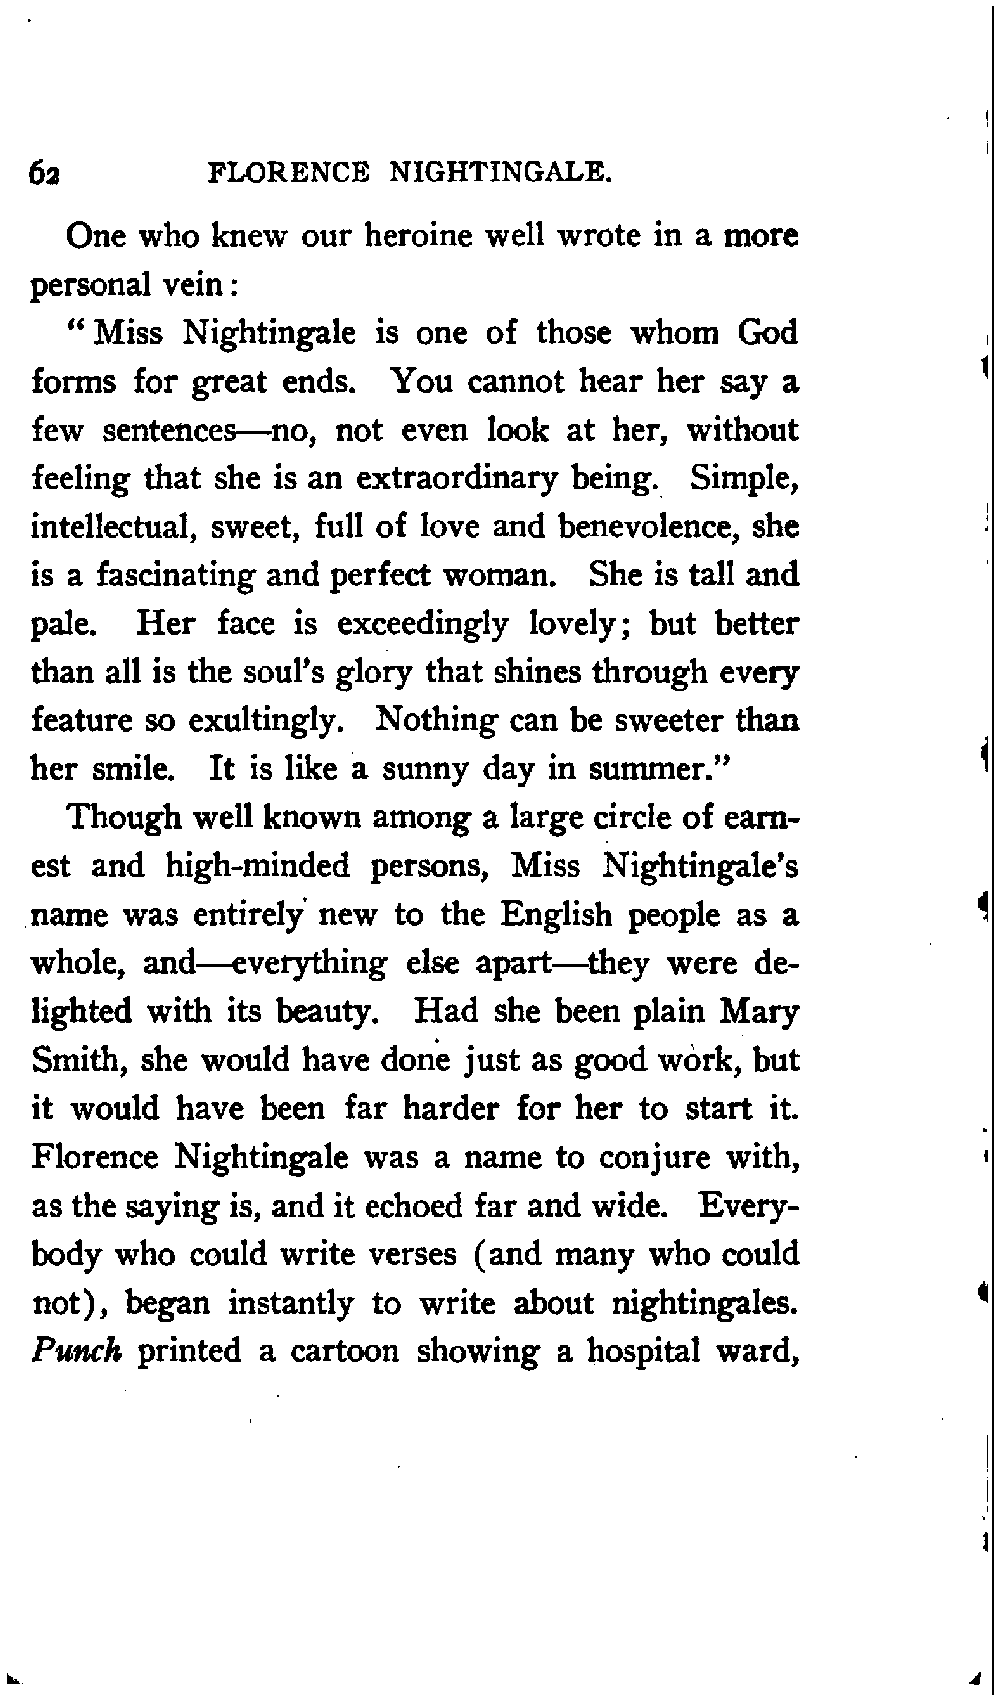 62 FLORENCE NIGHTINGALE.
One who knew our heroine well wrote in a more
personal vein:
"Miss Nightingale is one of those whom God
forms for great ends. You cannot hear her say a
few sentences—no, not even look at her, without
feeling that she is an extraordinary being. Simple,
intellectual, sweet, full of love and benevolence, she
is a fascinating and perfect woman. She is tall and
pale. Her face is exceedingly lovely; but better
than all is the soul's glory that shines through every
feature so exultingly. Nothing can be sweeter than
her smile. It is like a sunny day in summer."
Though well known among a large circle of earn-
est and high-minded persons, Miss Nightingale's
name was entirely new to the English people as a
whole, and—everything else apart—they were de-
lighted with its beauty. Had she been plain Mary
Smith, she would have done just as good work, but
it would have been far harder for her to start it.
Florence Nightingale was a name to conjure with,
as the saying is, and it echoed far and wide. Every-
body who could write verses (and many who could
not), began instantly to write about nightingales.
Punch printed a cartoon showing a hospital ward,